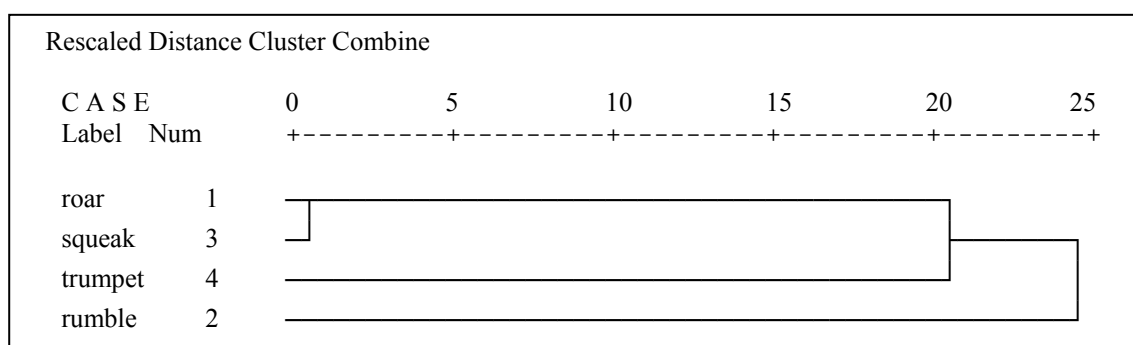 Rescaled Distance Cluster Combine
C A S E 0 5 10 15 20 25
Label Num +---------+---------+---------+---------+---------+
roar 1
squeak 3
trumpet 4
rumble 2